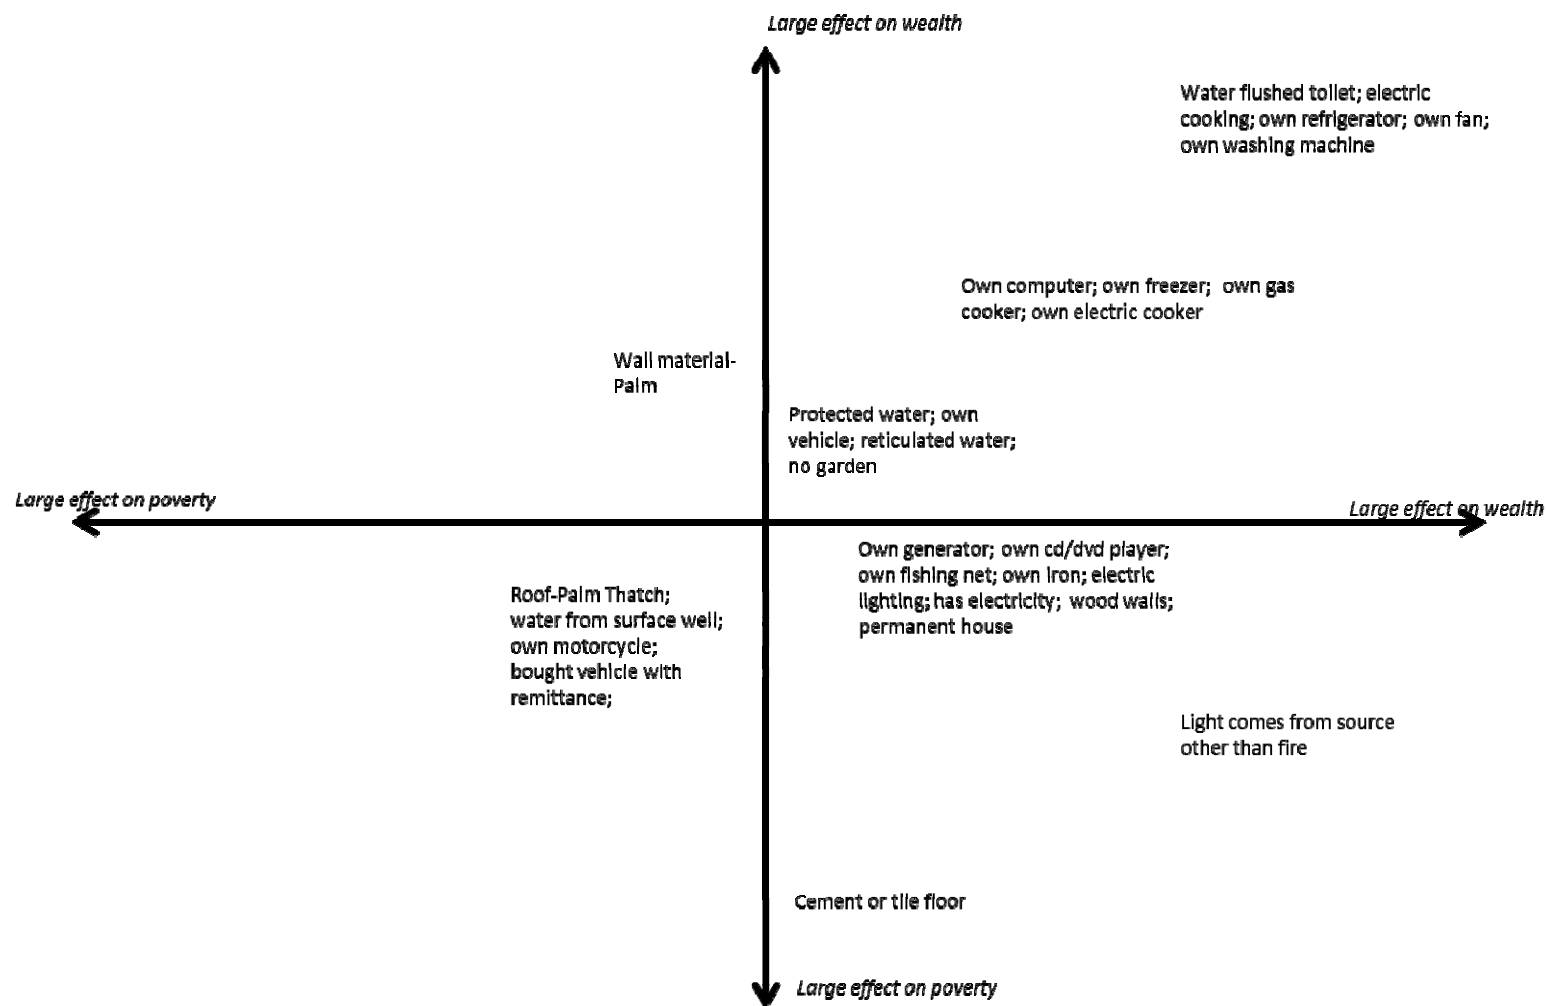 Large effect on wealth
Water flushed toilet; electric
cooking; own refrigerator; own fan;
own washing machine
Own computer; own freezer; own gas
cooker; own electric cooker
Wall material-
Palm
Protected water; own
vehicle; reticulated water;
no garden
Large effect on poverty
Large effect on wealth
Own generator; own cd/dvd player;
own fishing net; own iron; electric
lighting; has electricity; wood walls;
permanent house
Roof-Palm Thatch;
water from surface well;
own motorcycle;
bought vehicle with
remittance;
Light comes from source
other than fire
Cement or tile floor
Large effect on poverty